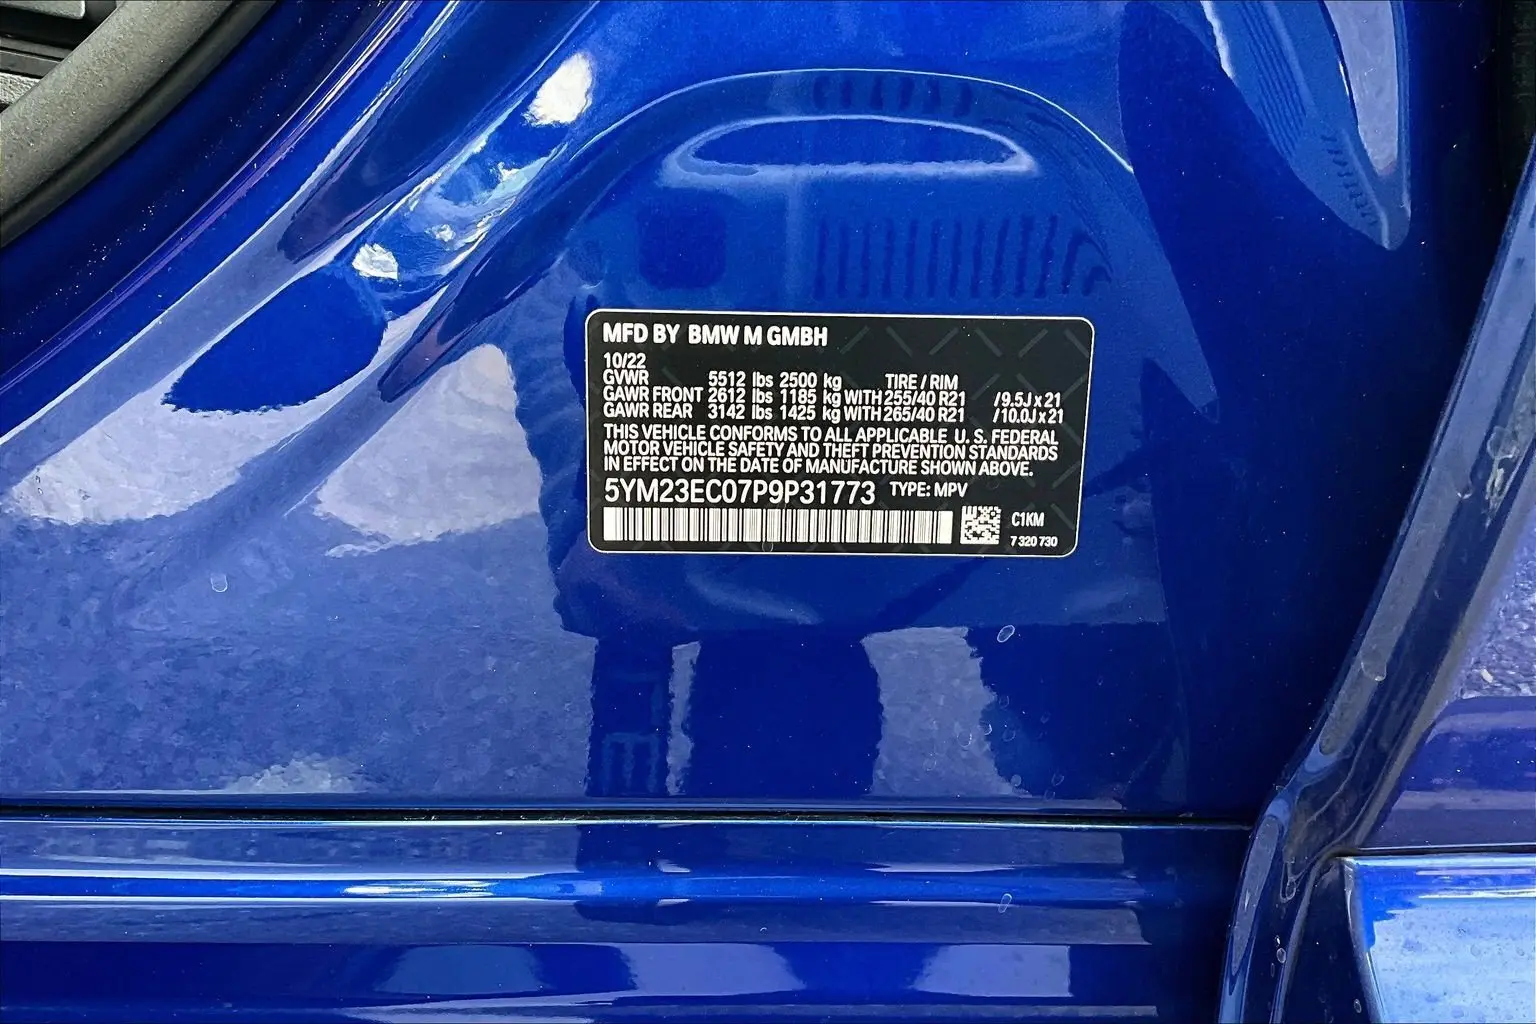 MFD BY BMW M GMBH
10/22
GVWR 5512 lbs 2500 kg TIRE / RIM
GAWR FRONT 2612 lbs 1185 kg WITH 255/40 R21 /9.5J x 21
GAWR REAR 3142 lbs 1425 kg WITH 265/40 R21 /10.0J x 21
THIS VEHICLE CONFORMS TO ALL APPLICABLE U. S. FEDERAL
MOTOR VEHICLE SAFETY AND THEFT PREVENTION STANDARDS
IN EFFECT ON THE DATE OF MANUFACTURE SHOWN ABOVE.
5YM23EC07P9P31773 TYPE: MPV
C1KM
7 320 730